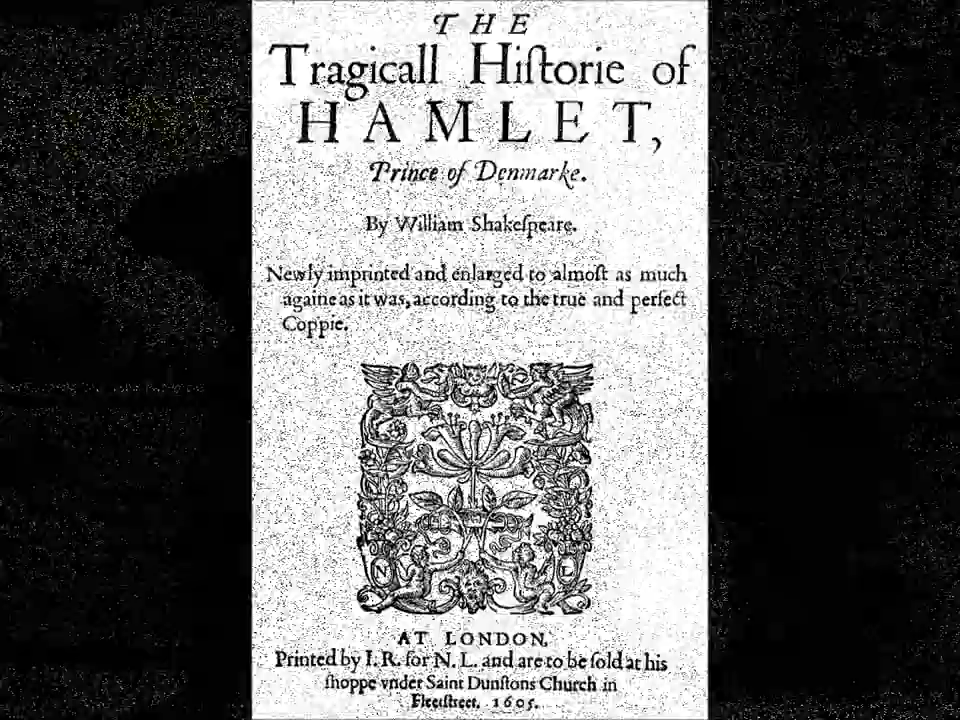 THE
Tragicall Hiſtorie of
HAMLET,
Prince of Denmarke.
By William Shakeſpeare.
Newly imprinted and enlarged to almoſt as much
againe as it was, according to the true and perfect
Coppie.
N L
AT LONDON,
Printed by I. R. for N. L. and are to be ſold at his
ſhoppe vnder Saint Dunſtons Church in
Fleetſtreet. 1605.